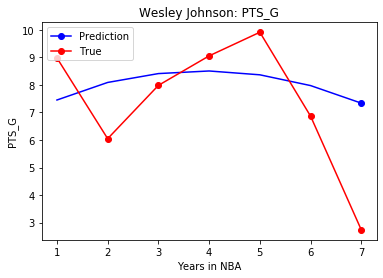 Wesley Johnson: PTS_G
Prediction
True
10
9
8
7
6
5
4
3
PTS_G
1 2 3 4 5 6 7
Years in NBA